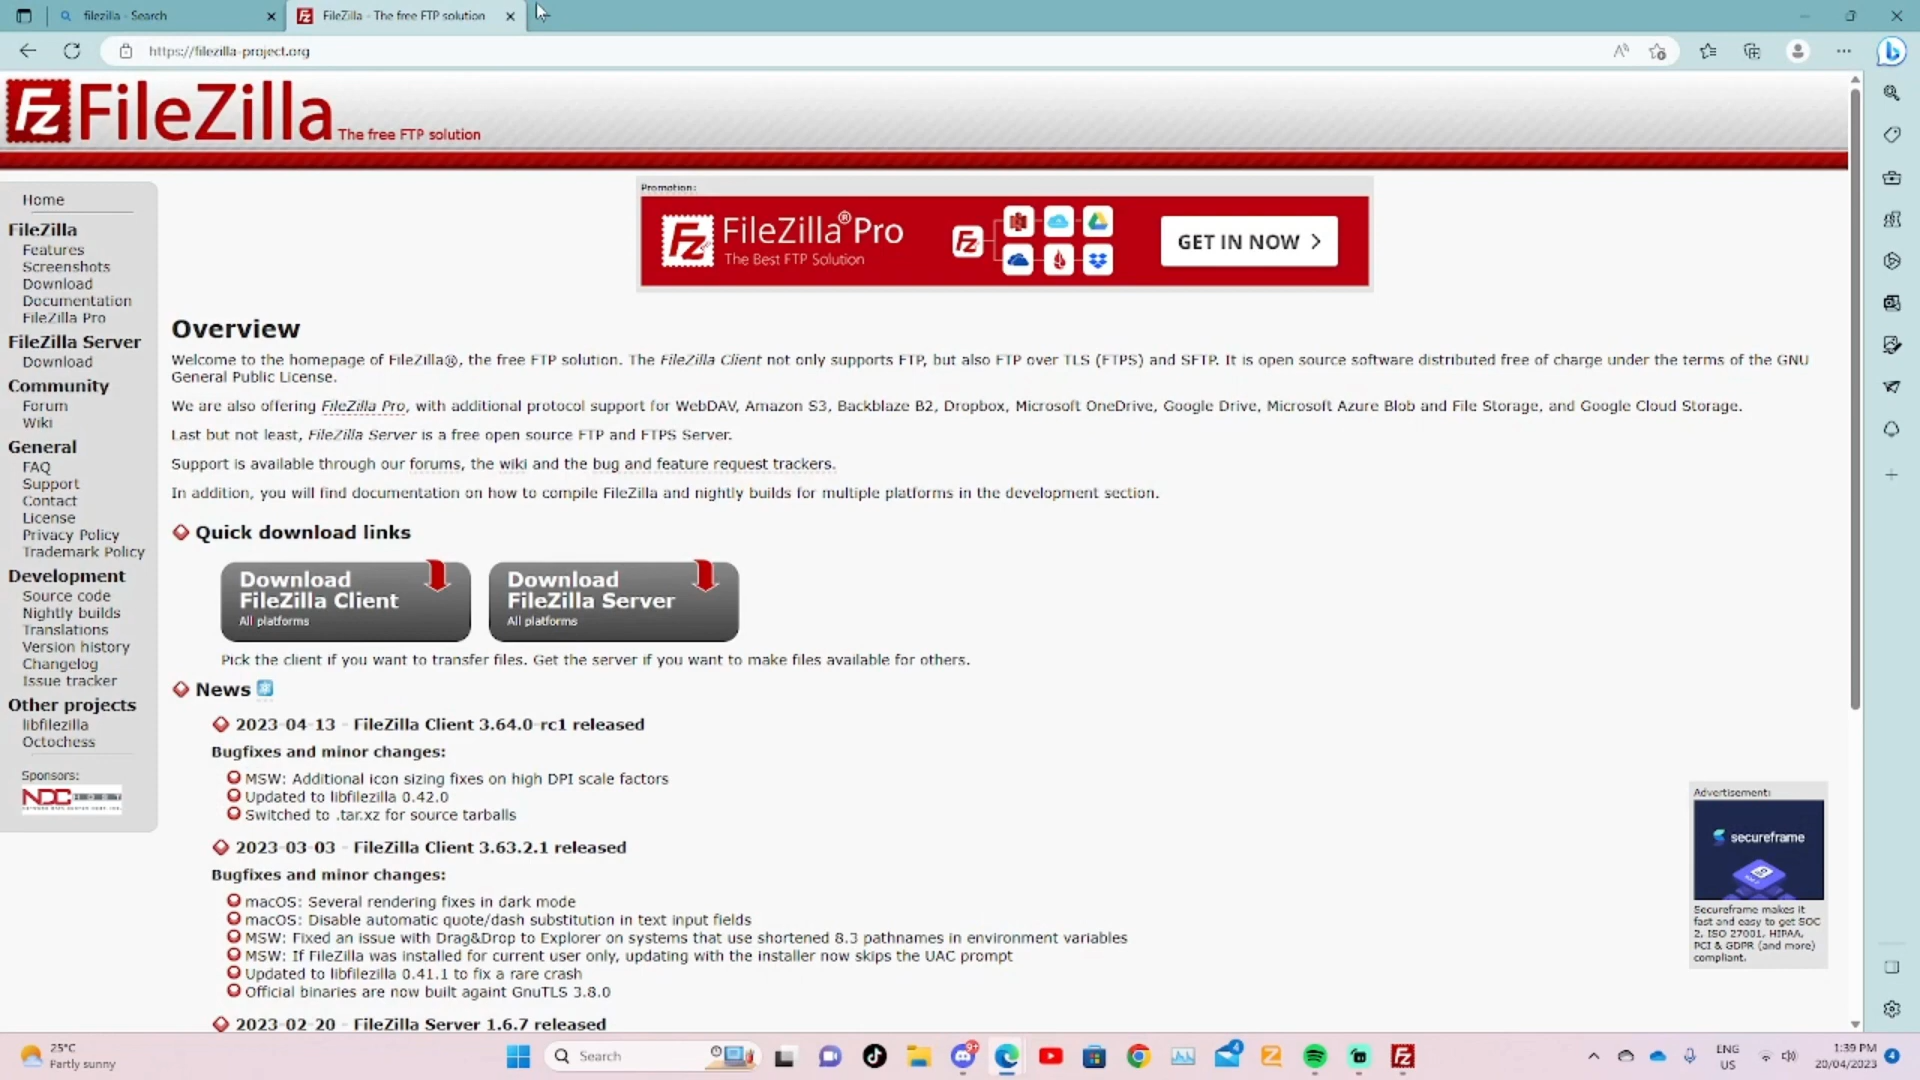 filezilla - Search
FileZilla - The free FTP solution
https://filezilla-project.org
FileZilla The free FTP solution
Home
FileZilla
Features
Screenshots
Download
Documentation
FileZilla Pro
FileZilla Server
Download
Community
Forum
Wiki
General
FAQ
Support
Contact
License
Privacy Policy
Trademark Policy
Development
Source code
Nightly builds
Translations
Version history
Changelog
Issue tracker
Other projects
libfilezilla
Octochess
Sponsors:
NDC HOST
Promotion:
FileZilla® Pro
The Best FTP Solution
GET IN NOW
Overview
Welcome to the homepage of FileZilla®, the free FTP solution. The FileZilla Client not only supports FTP, but also FTP over TLS (FTPS) and SFTP. It is open source software distributed free of charge under the terms of the GNU
General Public License.
We are also offering FileZilla Pro, with additional protocol support for WebDAV, Amazon S3, Backblaze B2, Dropbox, Microsoft OneDrive, Google Drive, Microsoft Azure Blob and File Storage, and Google Cloud Storage.
Last but not least, FileZilla Server is a free open source FTP and FTPS Server.
Support is available through our forums, the wiki and the bug and feature request trackers.
In addition, you will find documentation on how to compile FileZilla and nightly builds for multiple platforms in the development section.
Quick download links
Download
FileZilla Client
All platforms
Download
FileZilla Server
All platforms
Pick the client if you want to transfer files. Get the server if you want to make files available for others.
News
2023-04-13 - FileZilla Client 3.64.0-rc1 released
Bugfixes and minor changes:
MSW: Additional icon sizing fixes on high DPI scale factors
Updated to libfilezilla 0.42.0
Switched to .tar.xz for source tarballs
2023-03-03 - FileZilla Client 3.63.2.1 released
Bugfixes and minor changes:
macOS: Several rendering fixes in dark mode
macOS: Disable automatic quote/dash substitution in text input fields
MSW: Fixed an issue with Drag&Drop to Explorer on systems that use shortened 8.3 pathnames in environment variables
MSW: If FileZilla was installed for current user only, updating with the installer now skips the UAC prompt
Updated to libfilezilla 0.41.1 to fix a rare crash
Official binaries are now built againt GnuTLS 3.8.0
2023-02-20 - FileZilla Server 1.6.7 released
Advertisement:
secureframe
Secureframe makes it
fast and easy to get SOC
2, ISO 27001, HIPAA,
PCI & GDPR (and more)
compliant.
25°C
Partly sunny
Search
9+
4
ENG
US
1:39 PM
20/04/2023
4